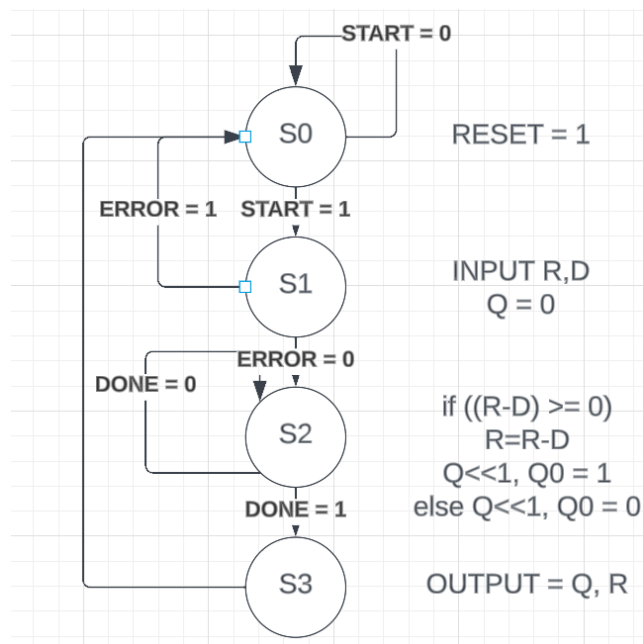 START = 0
S0
RESET = 1
ERROR = 1
START = 1
S1
INPUT R,D
Q = 0
ERROR = 0
DONE = 0
S2
if ((R-D) >= 0)
R=R-D
Q<<1, Q0 = 1
else Q<<1, Q0 = 0
DONE = 1
S3
OUTPUT = Q, R